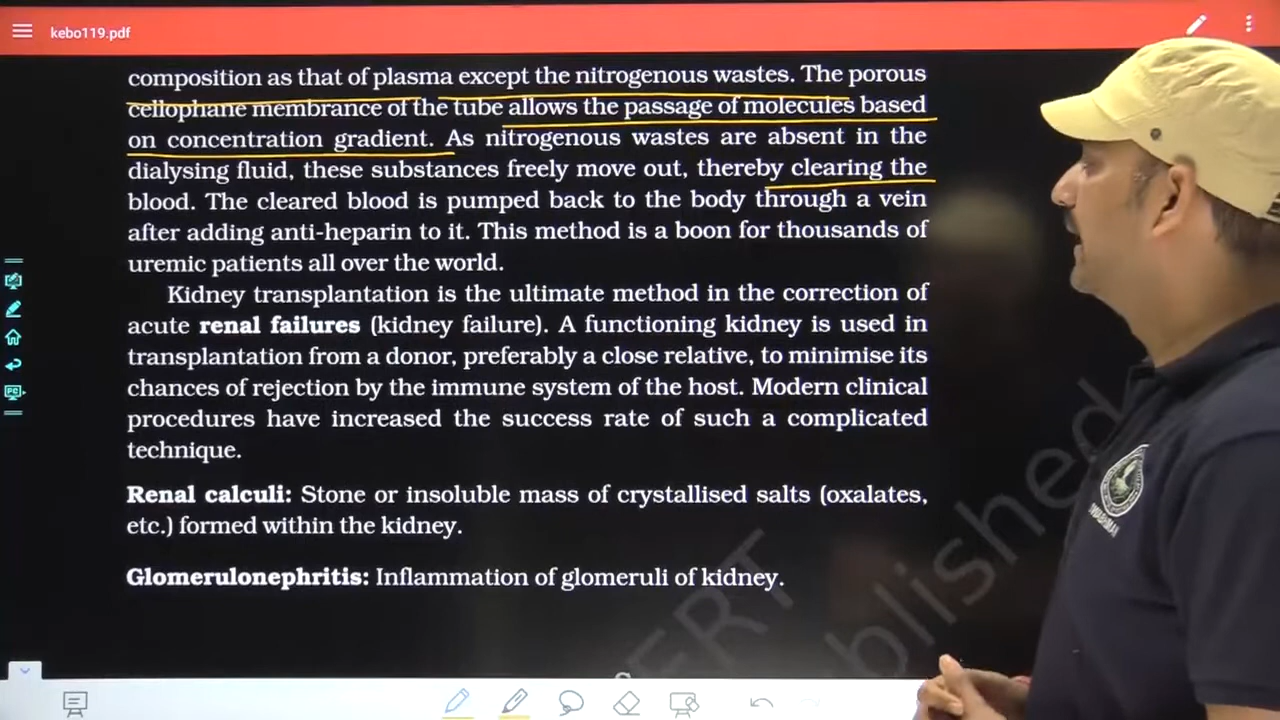 kebo119.pdf
composition as that of plasma except the nitrogenous wastes. The porous
cellophane membrance of the tube allows the passage of molecules based
on concentration gradient. As nitrogenous wastes are absent in the
dialysing fluid, these substances freely move out, thereby clearing the
blood. The cleared blood is pumped back to the body through a vein
after adding anti-heparin to it. This method is a boon for thousands of
uremic patients all over the world.
Kidney transplantation is the ultimate method in the correction of
acute renal failures (kidney failure). A functioning kidney is used in
transplantation from a donor, preferably a close relative, to minimise its
chances of rejection by the immune system of the host. Modern clinical
procedures have increased the success rate of such a complicated
technique.
Renal calculi: Stone or insoluble mass of crystallised salts (oxalates,
etc.) formed within the kidney.
Glomerulonephritis: Inflammation of glomeruli of kidney.